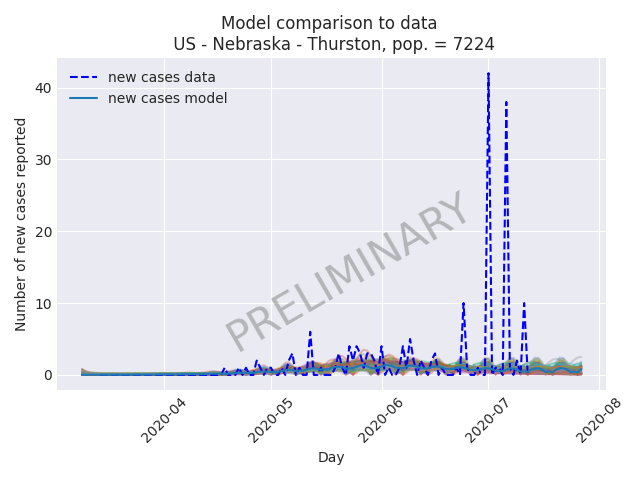 Model comparison to data
US - Nebraska - Thurston, pop. = 7224
new cases data
new cases model
Number of new cases reported
40
30
20
10
0
PRELIMINARY
2020-04
2020-05
2020-06
2020-07
2020-08
Day